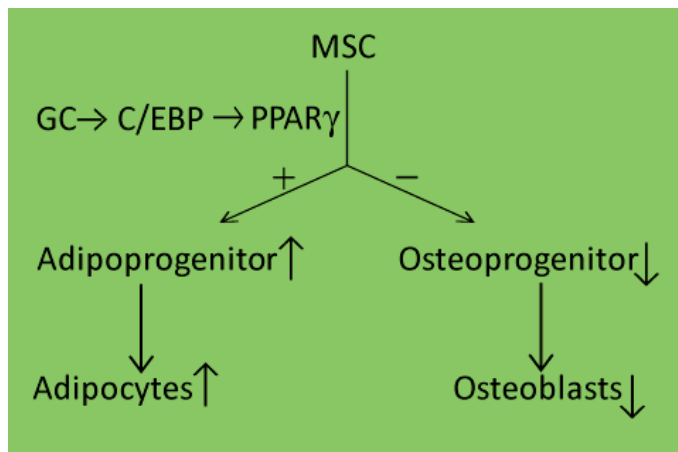 MSC
GC→ C/EBP → PPARγ
+ −
Adipoprogenitor↑ Osteoprogenitor↓
Adipocytes↑ Osteoblasts↓